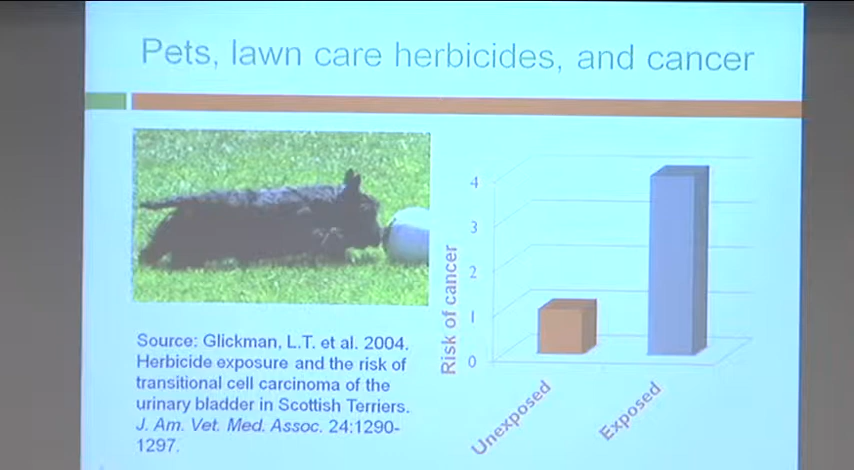 Pets, lawn care herbicides, and cancer
Source: Glickman, L.T. et al. 2004.
Herbicide exposure and the risk of
transitional cell carcinoma of the
urinary bladder in Scottish Terriers.
J. Am. Vet. Med. Assoc. 24:1290-
1297.
Risk of cancer
4
3
2
1
0
Unexposed
Exposed